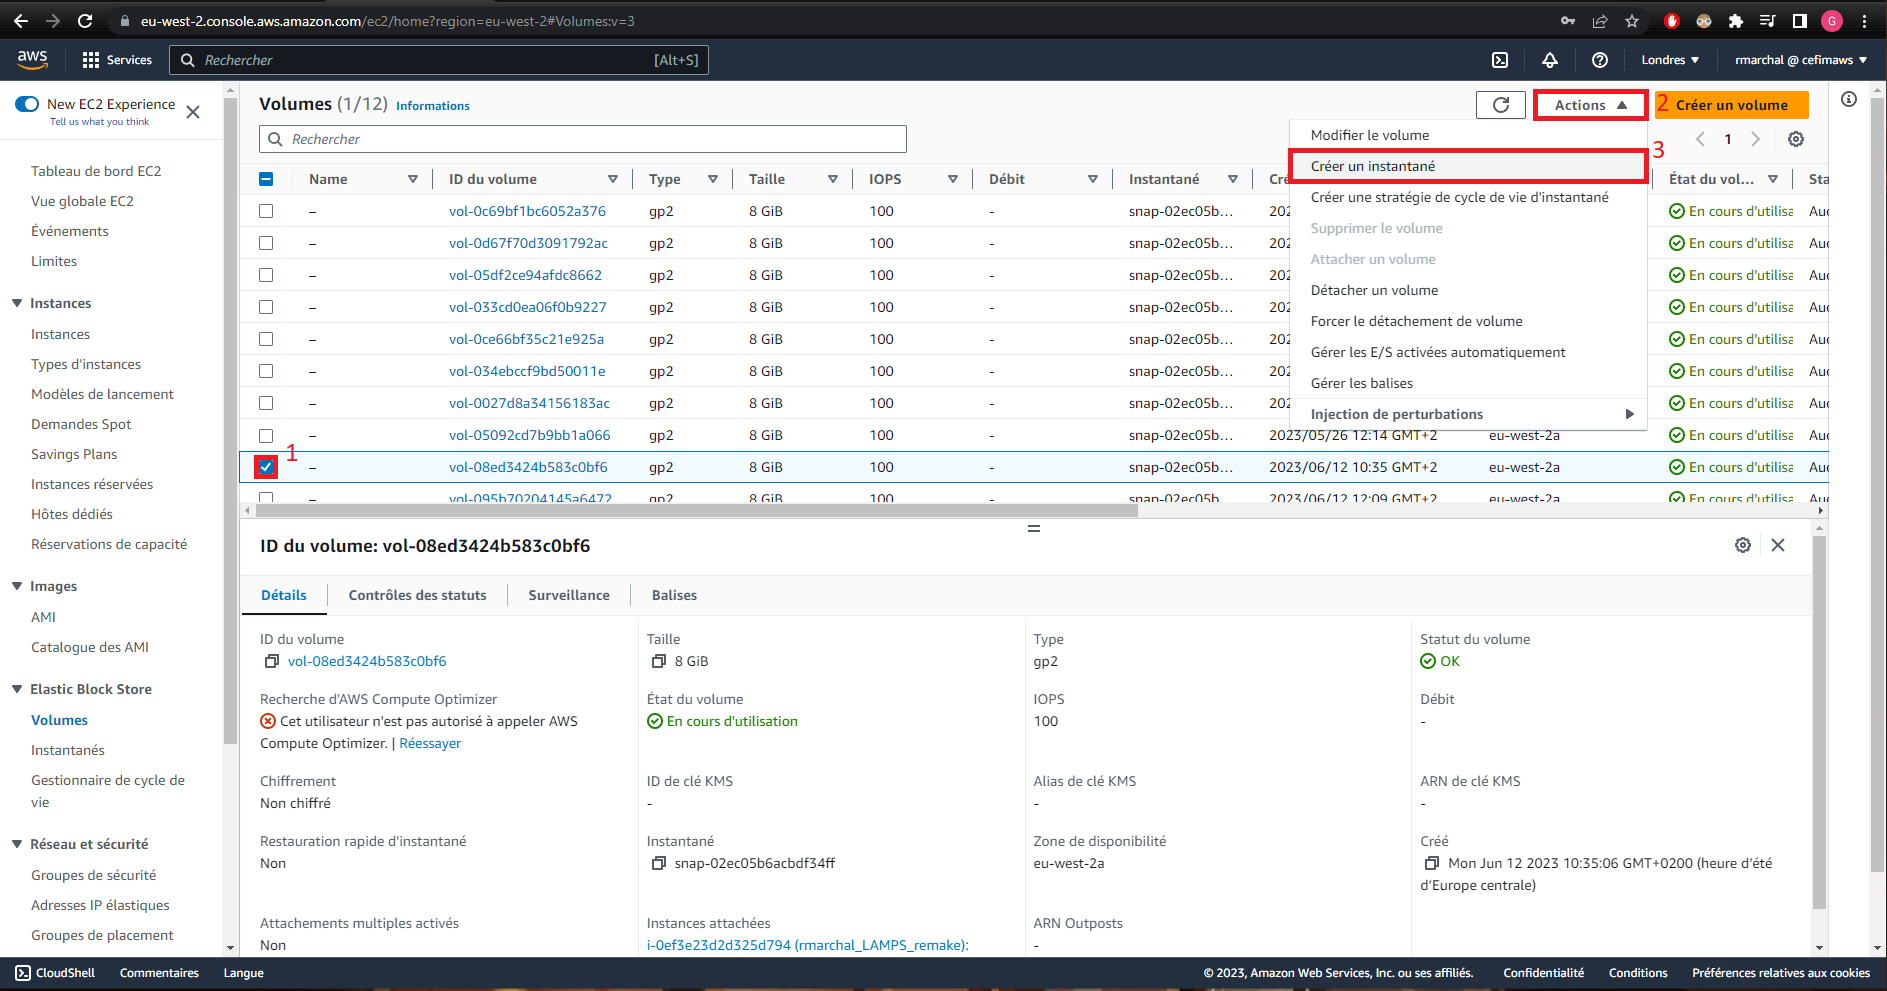 eu-west-2.console.aws.amazon.com/ec2/home?region=eu-west-2#Volumes:v=3
G
aws
Services
Rechercher
[Alt+S]
Londres
rmarchal @ cefimaws
New EC2 Experience
Tell us what you think
Tableau de bord EC2
Vue globale EC2
Événements
Limites
Instances
Instances
Types d'instances
Modèles de lancement
Demandes Spot
Savings Plans
Instances réservées
Hôtes dédiés
Réservations de capacité
Images
AMI
Catalogue des AMI
Elastic Block Store
Volumes
Instantanés
Gestionnaire de cycle de
vie
Réseau et sécurité
Groupes de sécurité
Adresses IP élastiques
Groupes de placement
Volumes (1/12) Informations
Actions
2
Créer un volume
Rechercher
1
Modifier le volume
Créer un instantané
3
Créer une stratégie de cycle de vie d'instantané
Supprimer le volume
Attacher un volume
Détacher un volume
Forcer le détachement de volume
Gérer les E/S activées automatiquement
Gérer les balises
Injection de perturbations
Name ID du volume Type Taille IOPS Débit Instantané Cré État du vol... Sta
– vol-0c69bf1bc6052a376 gp2 8 GiB 100 - snap-02ec05b... 202 En cours d'utilisa Auc
– vol-0d67f70d3091792ac gp2 8 GiB 100 - snap-02ec05b... 202 En cours d'utilisa Auc
– vol-05df2ce94afdc8662 gp2 8 GiB 100 - snap-02ec05b... 202 En cours d'utilisa Auc
– vol-033cd0ea06f0b9227 gp2 8 GiB 100 - snap-02ec05b... 202 En cours d'utilisa Auc
– vol-0ce66bf35c21e925a gp2 8 GiB 100 - snap-02ec05b... 202 En cours d'utilisa Auc
– vol-034ebccf9bd50011e gp2 8 GiB 100 - snap-02ec05b... 202 En cours d'utilisa Auc
– vol-0027d8a34156183ac gp2 8 GiB 100 - snap-02ec05b... 202 En cours d'utilisa Auc
– vol-05092cd7b9bb1a066 gp2 8 GiB 100 - snap-02ec05b... 2023/05/26 12:14 GMT+2 eu-west-2a En cours d'utilisa Auc
1
– vol-08ed3424b583c0bf6 gp2 8 GiB 100 - snap-02ec05b... 2023/06/12 10:35 GMT+2 eu-west-2a En cours d'utilisa Auc
– vol-095b70204145a6472 gp2 8 GiB 100 - snap-02ec05b... 2023/06/12 12:09 GMT+2 eu-west-2a En cours d'utilisa Auc
ID du volume: vol-08ed3424b583c0bf6
Détails
Contrôles des statuts
Surveillance
Balises
ID du volume
vol-08ed3424b583c0bf6
Taille
8 GiB
Type
gp2
Statut du volume
OK
Recherche d'AWS Compute Optimizer
Cet utilisateur n'est pas autorisé à appeler AWS
Compute Optimizer. | Réessayer
État du volume
En cours d'utilisation
IOPS
100
Débit
-
Chiffrement
Non chiffré
ID de clé KMS
-
Alias de clé KMS
-
ARN de clé KMS
-
Restauration rapide d'instantané
Non
Instantané
snap-02ec05b6acbdf34ff
Zone de disponibilité
eu-west-2a
Créé
Mon Jun 12 2023 10:35:06 GMT+0200 (heure d'été
d'Europe centrale)
Attachements multiples activés
Non
Instances attachées
i-0ef3e23d2d325d794 (rmarchal_LAMPS_remake):
ARN Outposts
-
CloudShell
Commentaires
Langue
© 2023, Amazon Web Services, Inc. ou ses affiliés.
Confidentialité
Conditions
Préférences relatives aux cookies